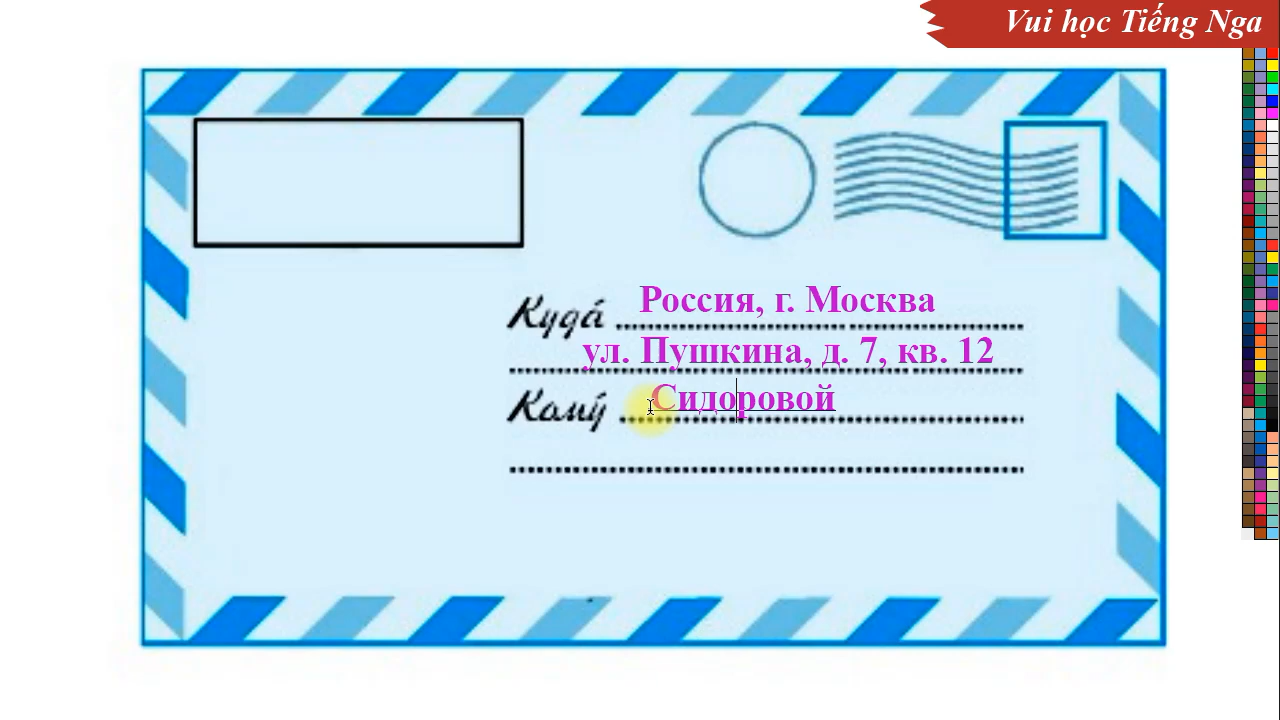 Vui học Tiếng Nga
Куда́ Россия, г. Москва
ул. Пушкина, д. 7, кв. 12
Кому́ Сидоровой